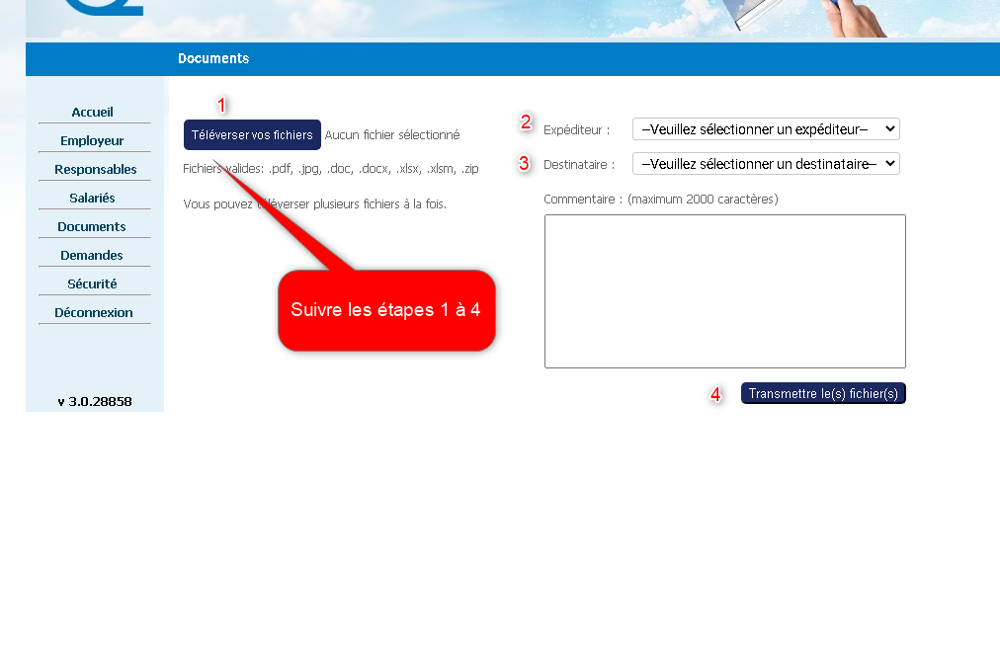 Documents
Accueil
Employeur
Responsables
Salariés
Documents
Demandes
Sécurité
Déconnexion
v 3.0.28858
1
Téléverser vos fichiers Aucun fichier sélectionné
Fichiers valides: .pdf, .jpg, .doc, .docx, .xlsx, .xlsm, .zip
Vous pouvez téléverser plusieurs fichiers à la fois.
Suivre les étapes 1 à 4
2 Expéditeur : --Veuillez sélectionner un expéditeur--
3 Destinataire : --Veuillez sélectionner un destinataire--
Commentaire : (maximum 2000 caractères)
4 Transmettre le(s) fichier(s)